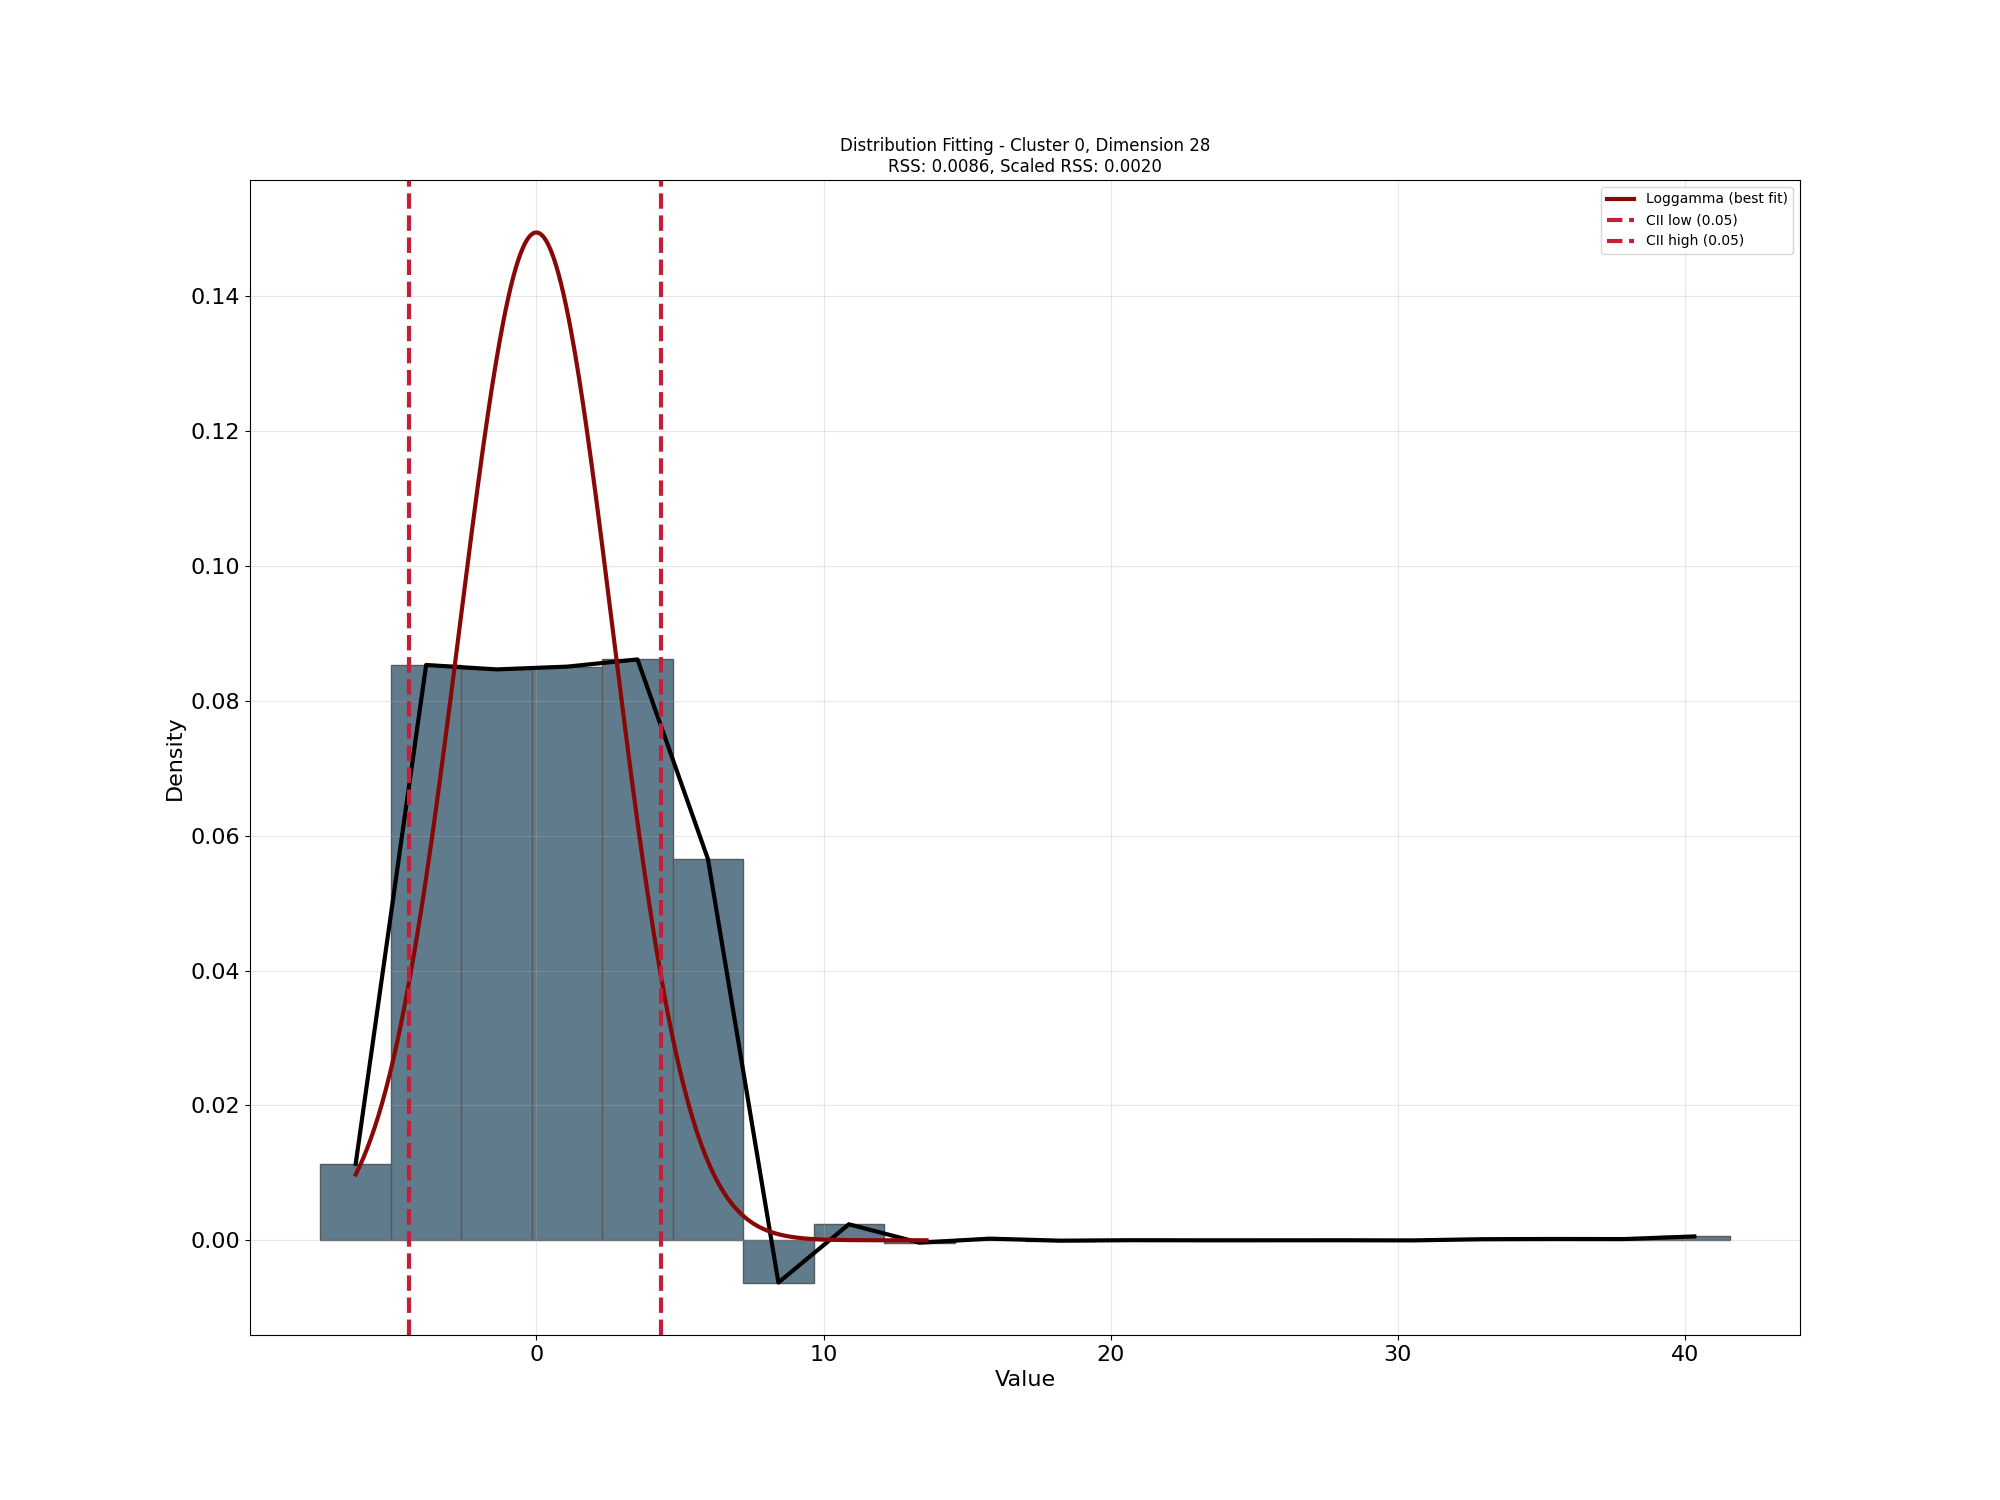 Distribution Fitting - Cluster 0, Dimension 28
RSS: 0.0086, Scaled RSS: 0.0020
Loggamma (best fit)
CII low (0.05)
CII high (0.05)
0.14
0.12
0.10
0.08
0.06
0.04
0.02
0.00
Density
0
10
20
30
40
Value